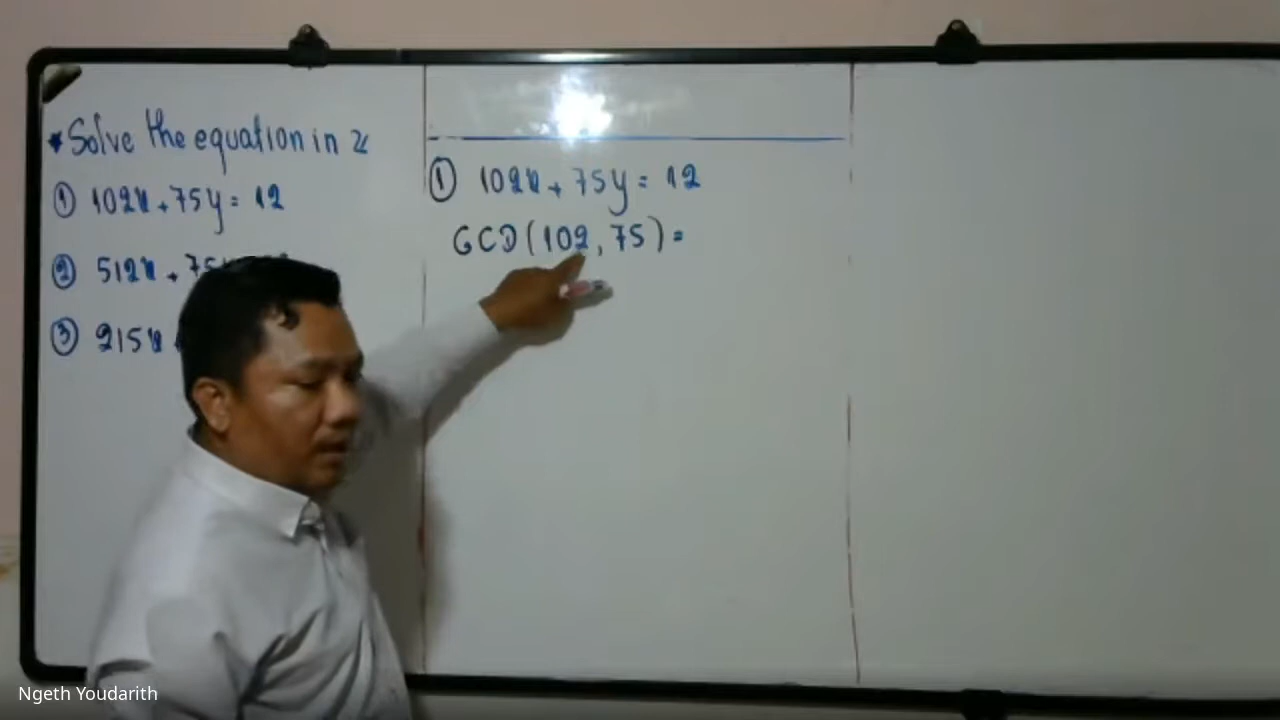 * Solve the equation in ℤ
① 102x + 75y = 12
② 512x + 75
③ 215x
① 102x + 75y = 12
GCD(102, 75) =
Ngeth Youdarith